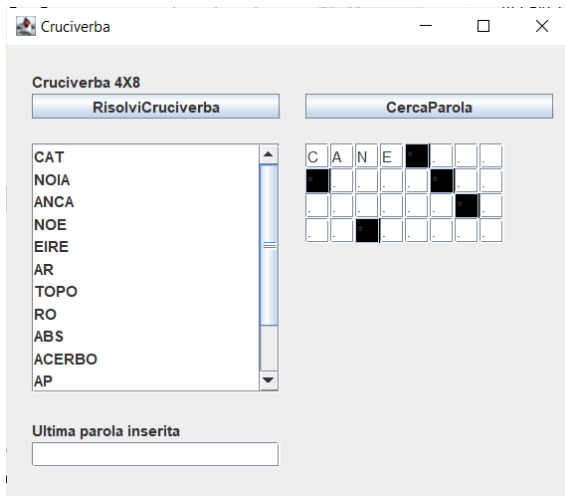 Cruciverba
Cruciverba 4X8
RisolviCruciverba
CercaParola
CAT
NOIA
ANCA
NOE
EIRE
AR
TOPO
RO
ABS
ACERBO
AP
C A N E * . . .
* . . . . * . .
. . . . . . * .
. . * . . . . .
Ultima parola inserita